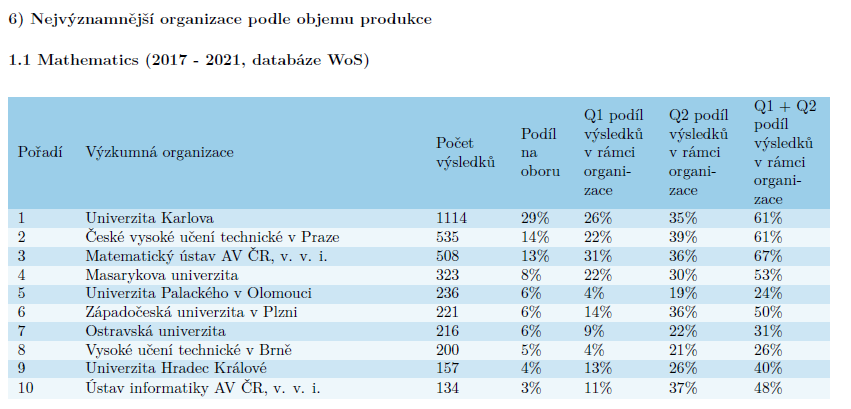 6) Nejvýznamnější organizace podle objemu produkce
1.1 Mathematics (2017 - 2021, databáze WoS)
Pořadí Výzkumná organizace Počet výsledků Podíl na oboru Q1 podíl výsledků v rámci organi-zace Q2 podíl výsledků v rámci organi-zace Q1 + Q2 podíl výsledků v rámci organi-zace
1 Univerzita Karlova 1114 29% 26% 35% 61%
2 České vysoké učení technické v Praze 535 14% 22% 39% 61%
3 Matematický ústav AV ČR, v. v. i. 508 13% 31% 36% 67%
4 Masarykova univerzita 323 8% 22% 30% 53%
5 Univerzita Palackého v Olomouci 236 6% 4% 19% 24%
6 Západočeská univerzita v Plzni 221 6% 14% 36% 50%
7 Ostravská univerzita 216 6% 9% 22% 31%
8 Vysoké učení technické v Brně 200 5% 4% 21% 26%
9 Univerzita Hradec Králové 157 4% 13% 26% 40%
10 Ústav informatiky AV ČR, v. v. i. 134 3% 11% 37% 48%